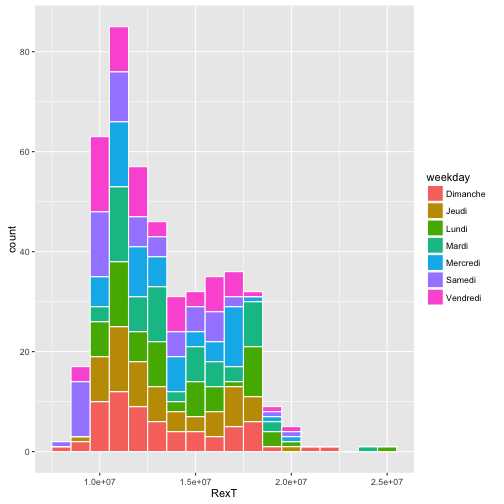 80
60
40
20
0
count
1.0e+07
1.5e+07
2.0e+07
2.5e+07
RexT
weekday
Dimanche
Jeudi
Lundi
Mardi
Mercredi
Samedi
Vendredi